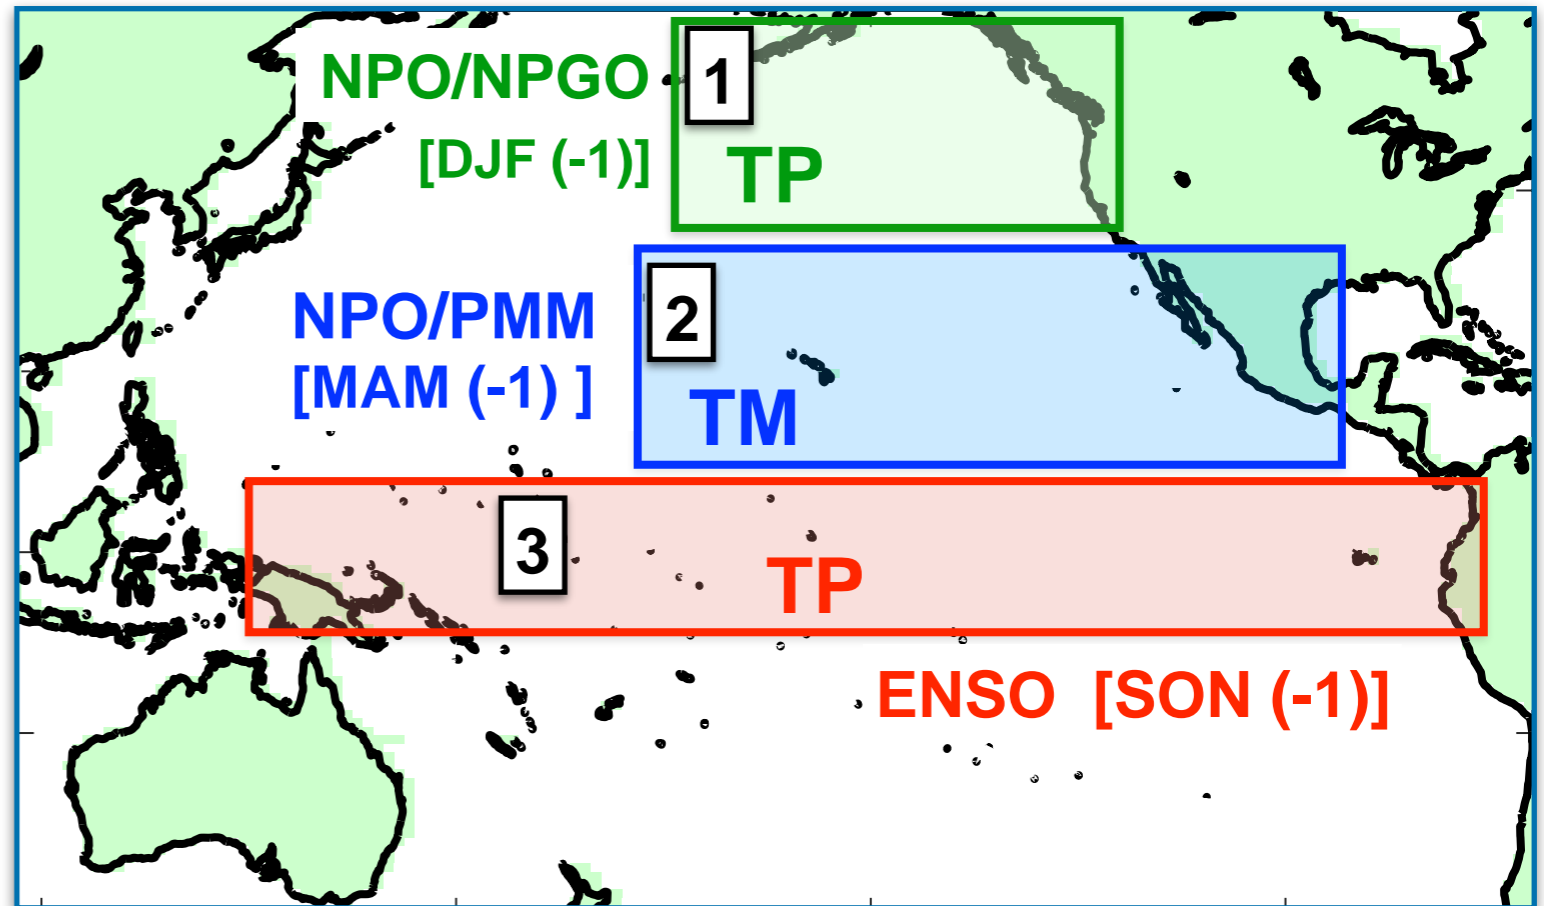 NPO/NPGO
[DJF (-1)]
1
TP
NPO/PMM
[MAM (-1) ]
2
TM
3
TP
ENSO [SON (-1)]